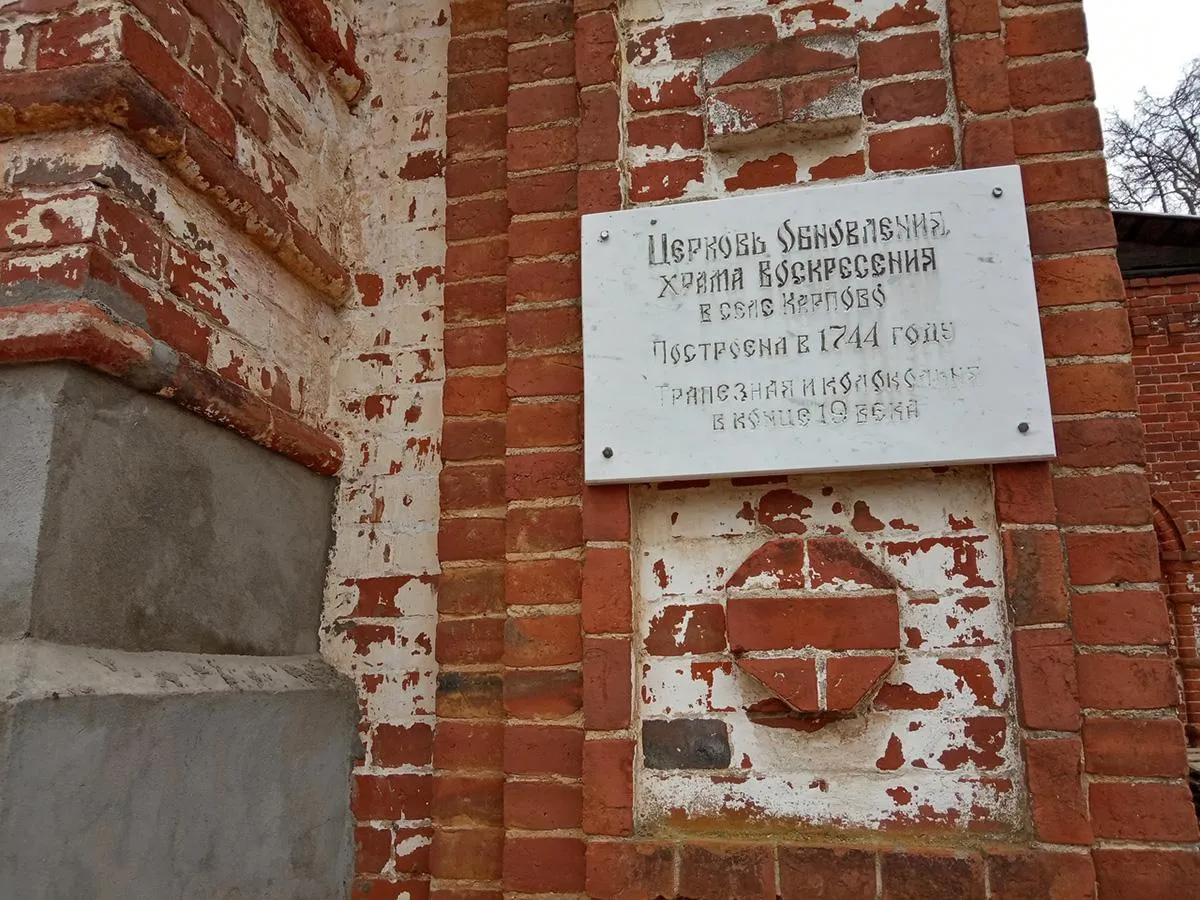 Церковь Обновления
храма Воскресения
в селе Карпово
Построена в 1744 году
Трапезная и колокольня
в конце 19 века